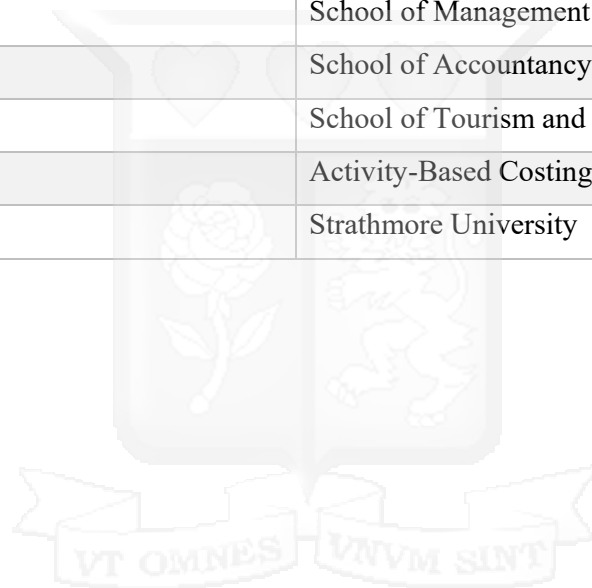 School of Management
School of Accountancy
School of Tourism and
Activity-Based Costing
Strathmore University
VT OMNES VNVM SINT